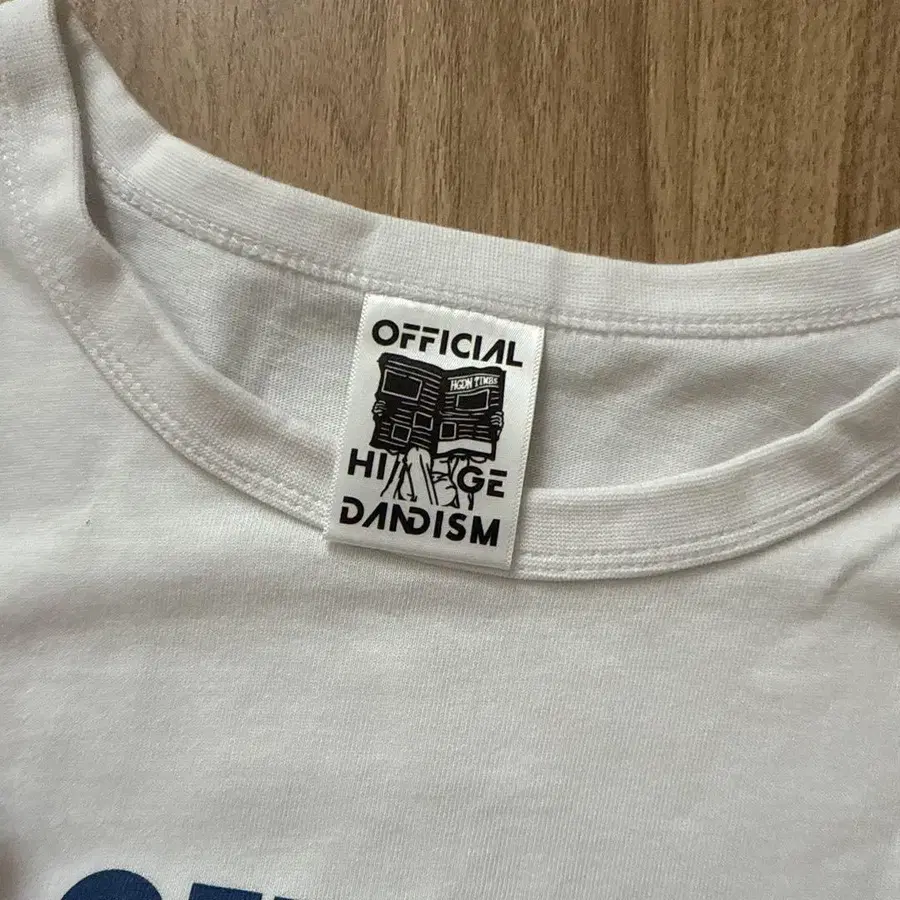 OFFICIAL
HGDN TIMES
HIGE
DANDISM